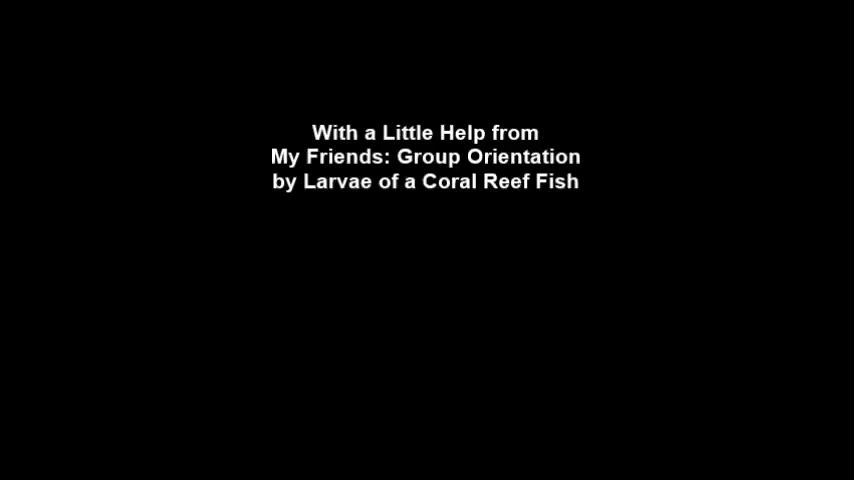 With a Little Help from
My Friends: Group Orientation
by Larvae of a Coral Reef Fish